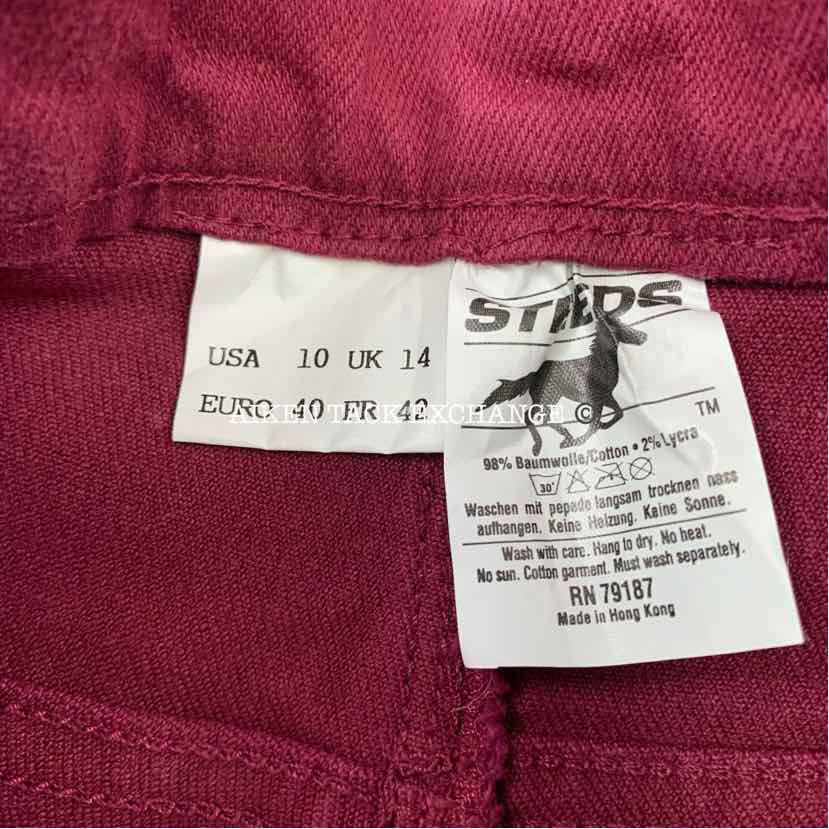 USA 10 UK 14
EURO 40 FR 42
STEEDS
TM
98% Baumwolle/Cotton • 2% Lycra
30°
Waschen mit pepado langsam trocknen nass
aufhangen. Keine Heizung. Keine Sonne.
Wash with care. Hang to dry. No heat.
No sun. Cotton garment. Must wash separately.
RN 79187
Made in Hong Kong
AIKEN TACK EXCHANGE ©